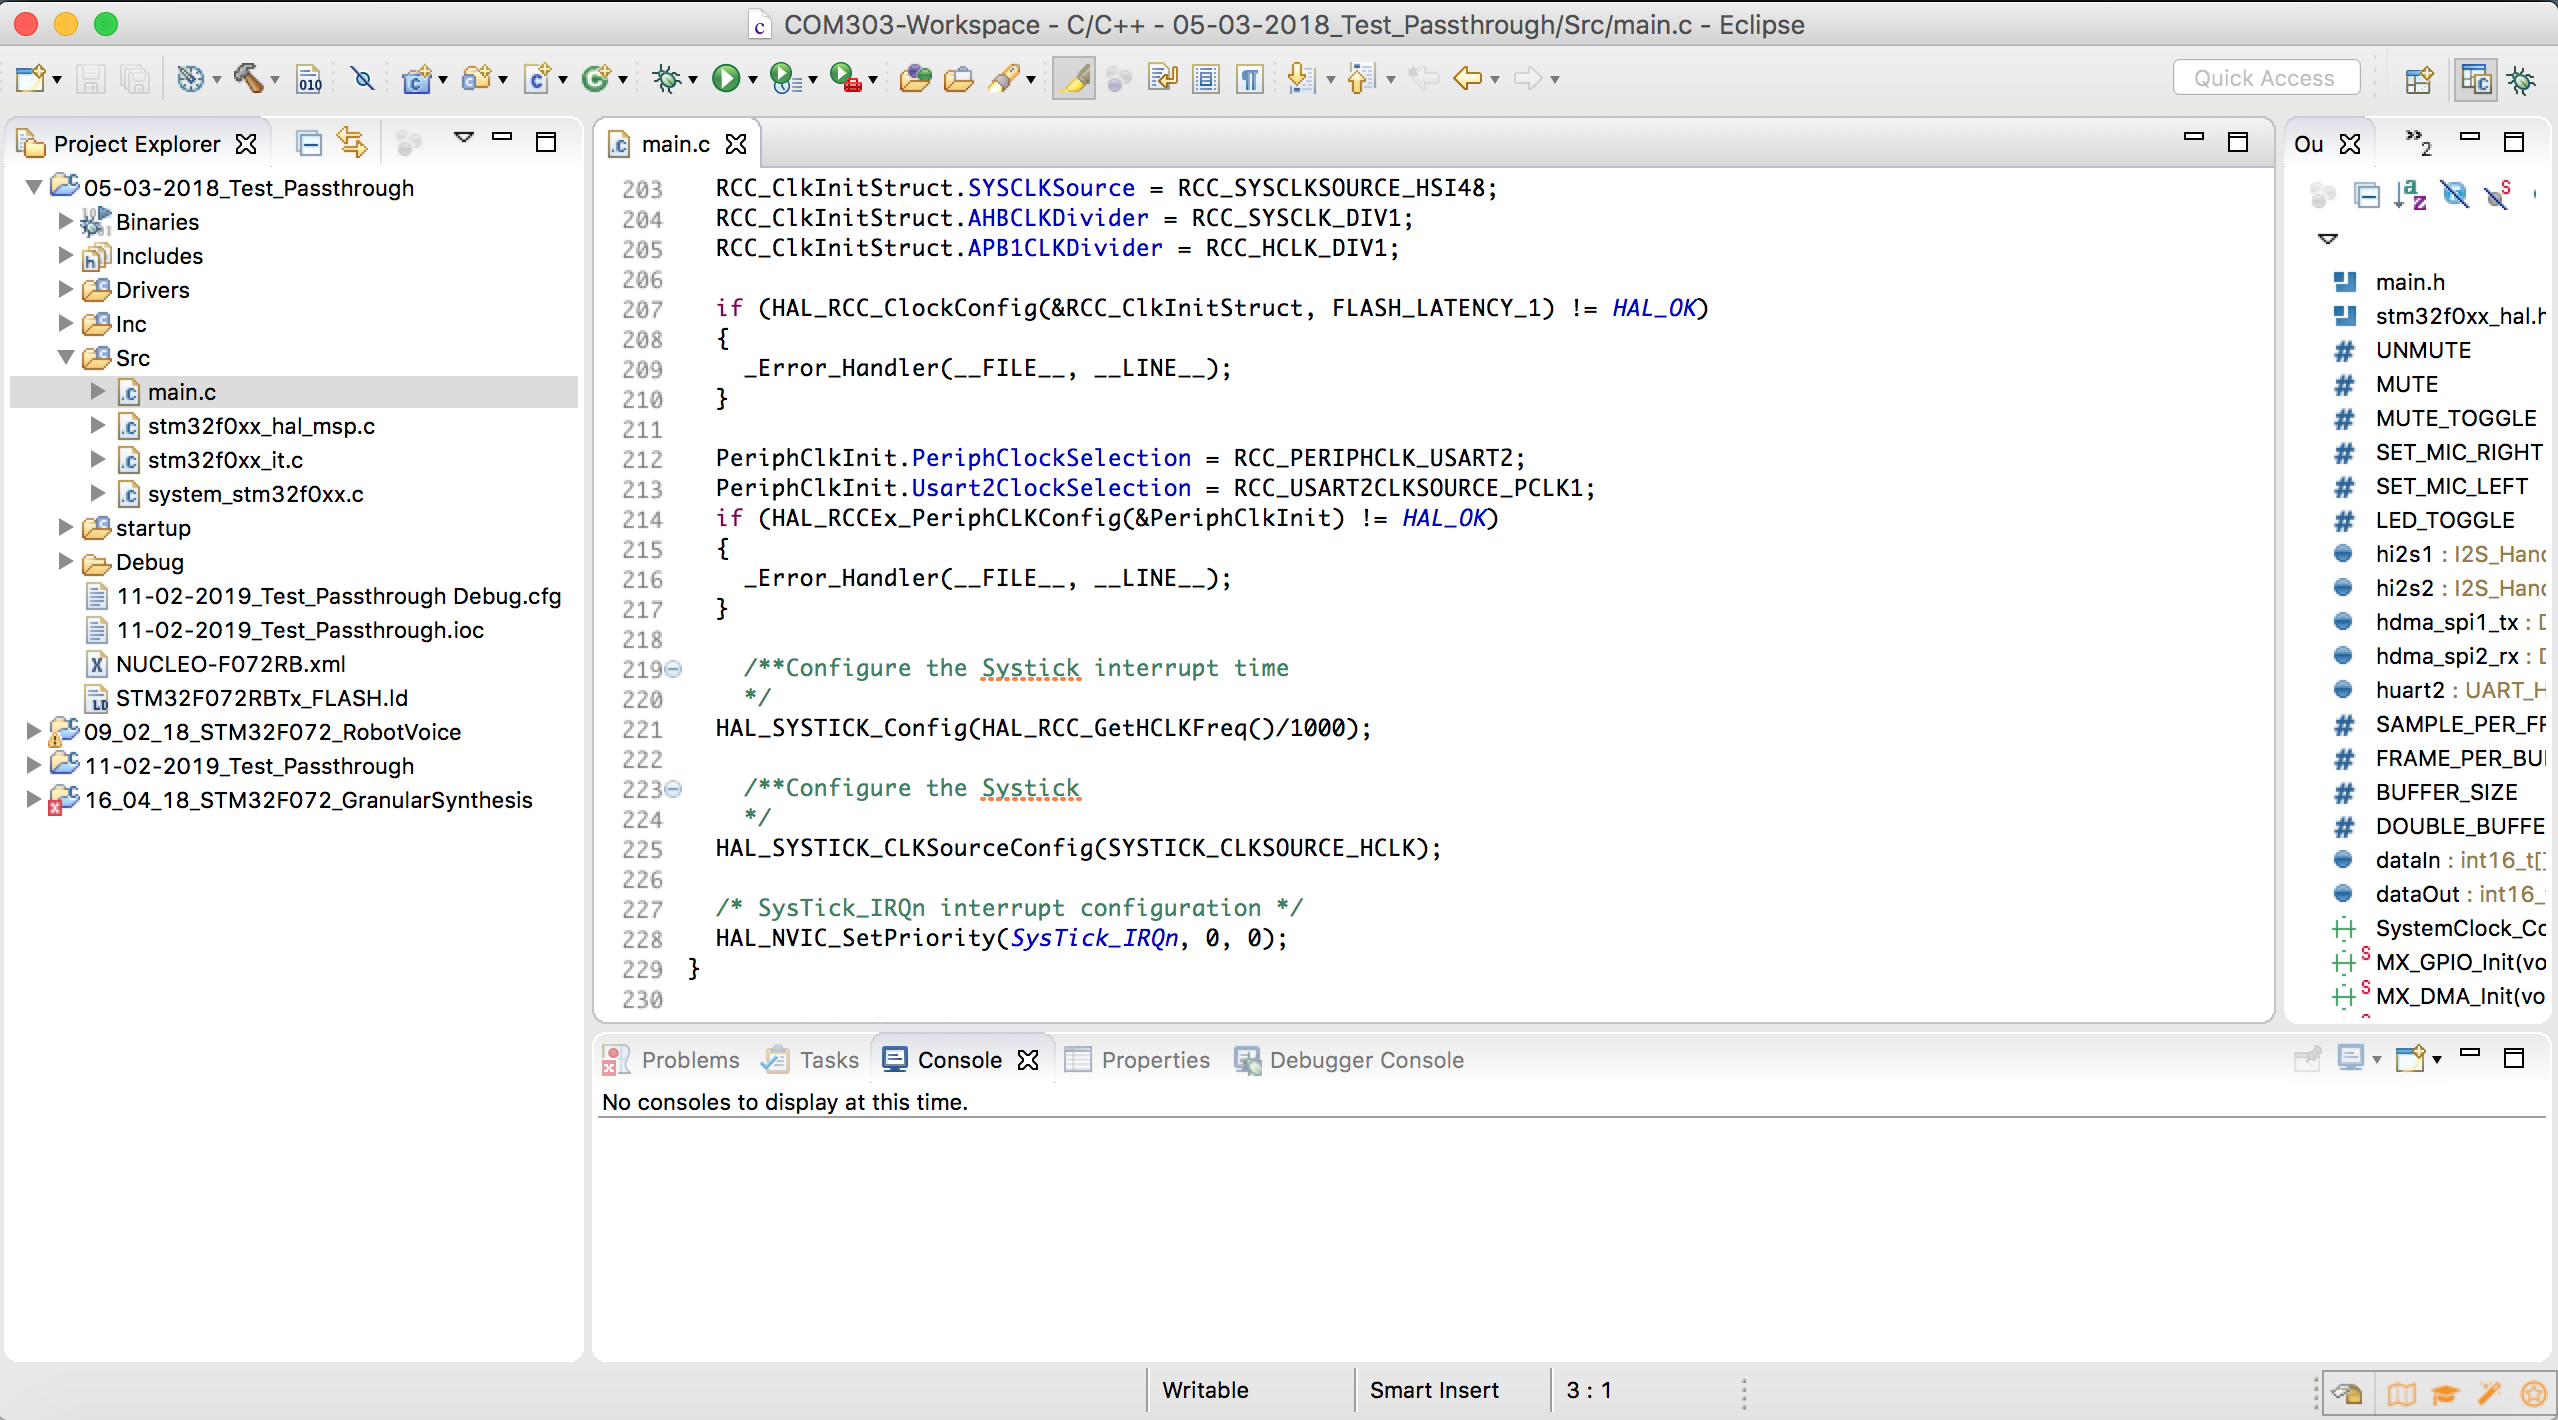 COM303-Workspace - C/C++ - 05-03-2018_Test_Passthrough/Src/main.c - Eclipse
Quick Access
Project Explorer
05-03-2018_Test_Passthrough
Binaries
Includes
Drivers
Inc
Src
main.c
stm32f0xx_hal_msp.c
stm32f0xx_it.c
system_stm32f0xx.c
startup
Debug
11-02-2019_Test_Passthrough Debug.cfg
11-02-2019_Test_Passthrough.ioc
NUCLEO-F072RB.xml
STM32F072RBTx_FLASH.ld
09_02_18_STM32F072_RobotVoice
11-02-2019_Test_Passthrough
16_04_18_STM32F072_GranularSynthesis
main.c
203 RCC_ClkInitStruct.SYSCLKSource = RCC_SYSCLKSOURCE_HSI48;
204 RCC_ClkInitStruct.AHBCLKDivider = RCC_SYSCLK_DIV1;
205 RCC_ClkInitStruct.APB1CLKDivider = RCC_HCLK_DIV1;
206
207 if (HAL_RCC_ClockConfig(&RCC_ClkInitStruct, FLASH_LATENCY_1) != HAL_OK)
208 {
209 _Error_Handler(__FILE__, __LINE__);
210 }
211
212 PeriphClkInit.PeriphClockSelection = RCC_PERIPHCLK_USART2;
213 PeriphClkInit.Usart2ClockSelection = RCC_USART2CLKSOURCE_PCLK1;
214 if (HAL_RCCEx_PeriphCLKConfig(&PeriphClkInit) != HAL_OK)
215 {
216 _Error_Handler(__FILE__, __LINE__);
217 }
218
219 /**Configure the Systick interrupt time
220 */
221 HAL_SYSTICK_Config(HAL_RCC_GetHCLKFreq()/1000);
222
223 /**Configure the Systick
224 */
225 HAL_SYSTICK_CLKSourceConfig(SYSTICK_CLKSOURCE_HCLK);
226
227 /* SysTick_IRQn interrupt configuration */
228 HAL_NVIC_SetPriority(SysTick_IRQn, 0, 0);
229 }
230
Ou
2
main.h
stm32f0xx_hal.h
UNMUTE
MUTE
MUTE_TOGGLE
SET_MIC_RIGHT
SET_MIC_LEFT
LED_TOGGLE
hi2s1 : I2S_Hand
hi2s2 : I2S_Hand
hdma_spi1_tx : D
hdma_spi2_rx : D
huart2 : UART_H
SAMPLE_PER_FR
FRAME_PER_BU
BUFFER_SIZE
DOUBLE_BUFFE
dataIn : int16_t[]
dataOut : int16_
SystemClock_Co
MX_GPIO_Init(vo
MX_DMA_Init(vo
Problems
Tasks
Console
Properties
Debugger Console
No consoles to display at this time.
Writable
Smart Insert
3 : 1